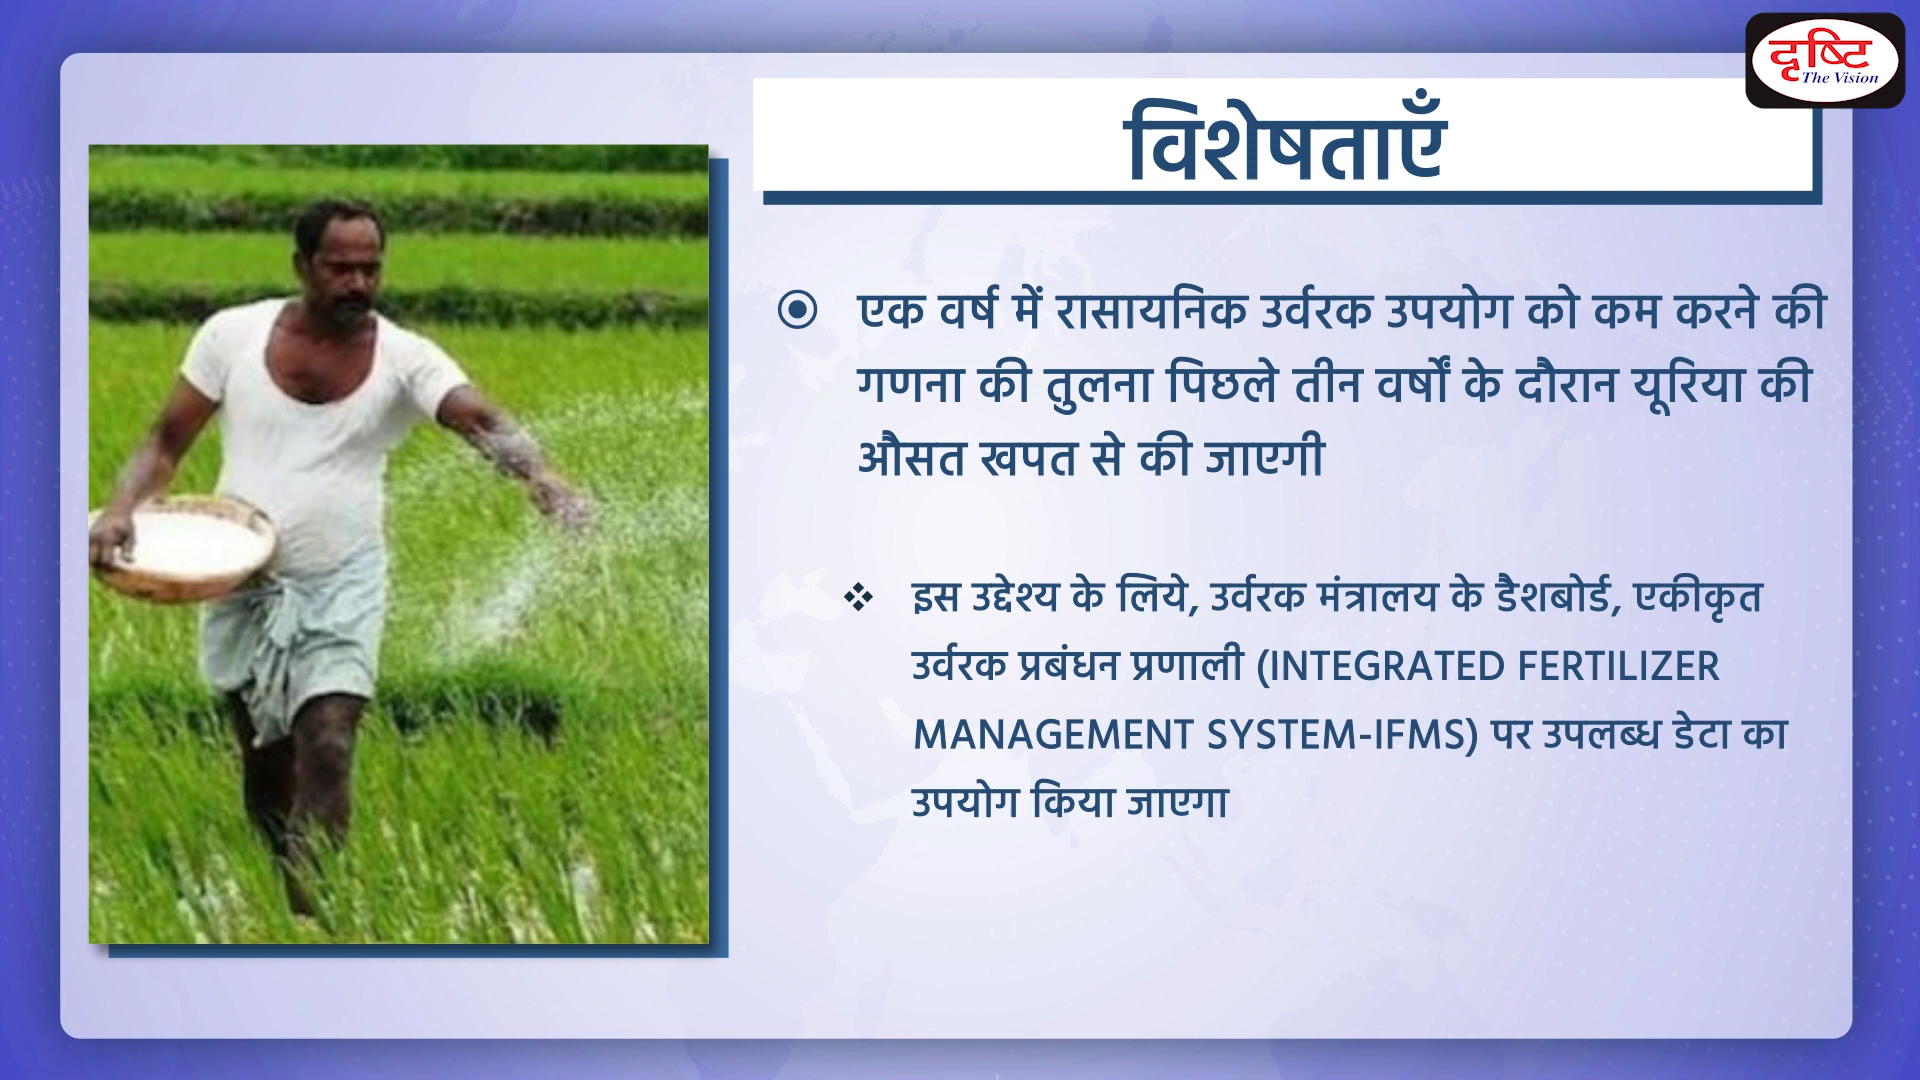 दृष्टि
The Vision
विशेषताएँ
एक वर्ष में रासायनिक उर्वरक उपयोग को कम करने की
गणना की तुलना पिछले तीन वर्षों के दौरान यूरिया की
औसत खपत से की जाएगी
इस उद्देश्य के लिये, उर्वरक मंत्रालय के डैशबोर्ड, एकीकृत
उर्वरक प्रबंधन प्रणाली (INTEGRATED FERTILIZER
MANAGEMENT SYSTEM-IFMS) पर उपलब्ध डेटा का
उपयोग किया जाएगा